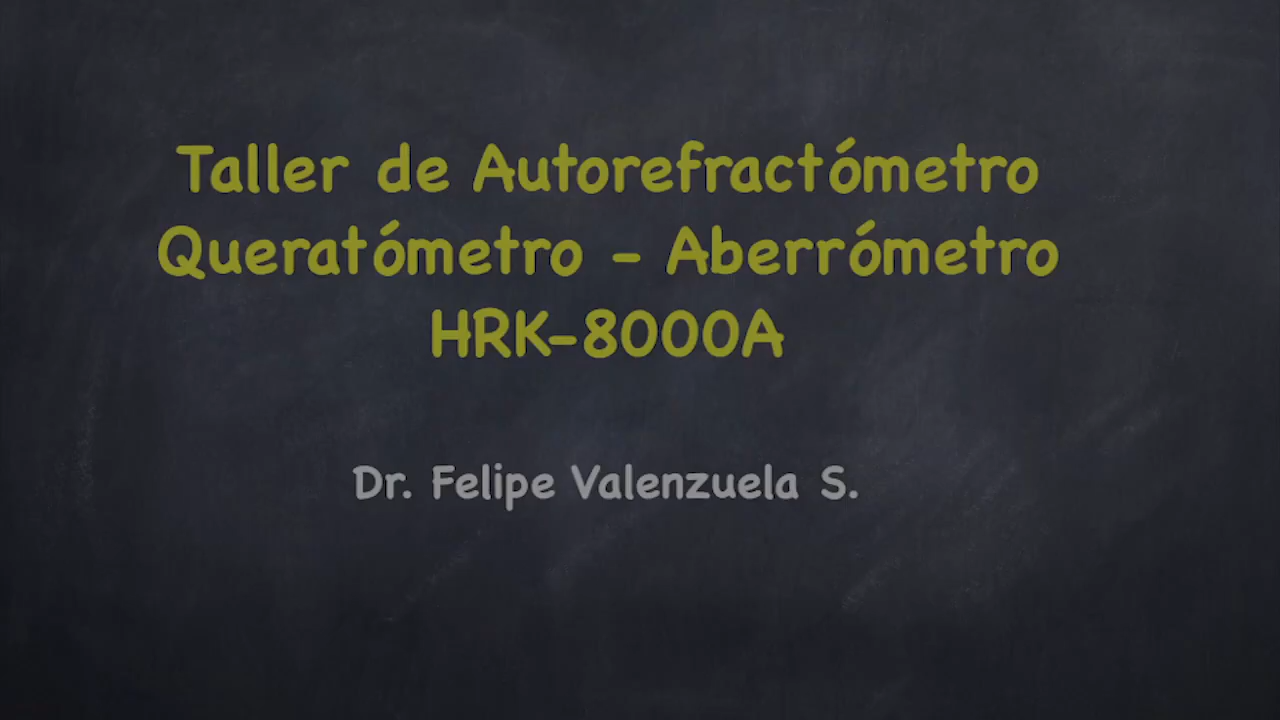 Taller de Autorefractómetro
Queratómetro - Aberrómetro
HRK-8000A
Dr. Felipe Valenzuela S.